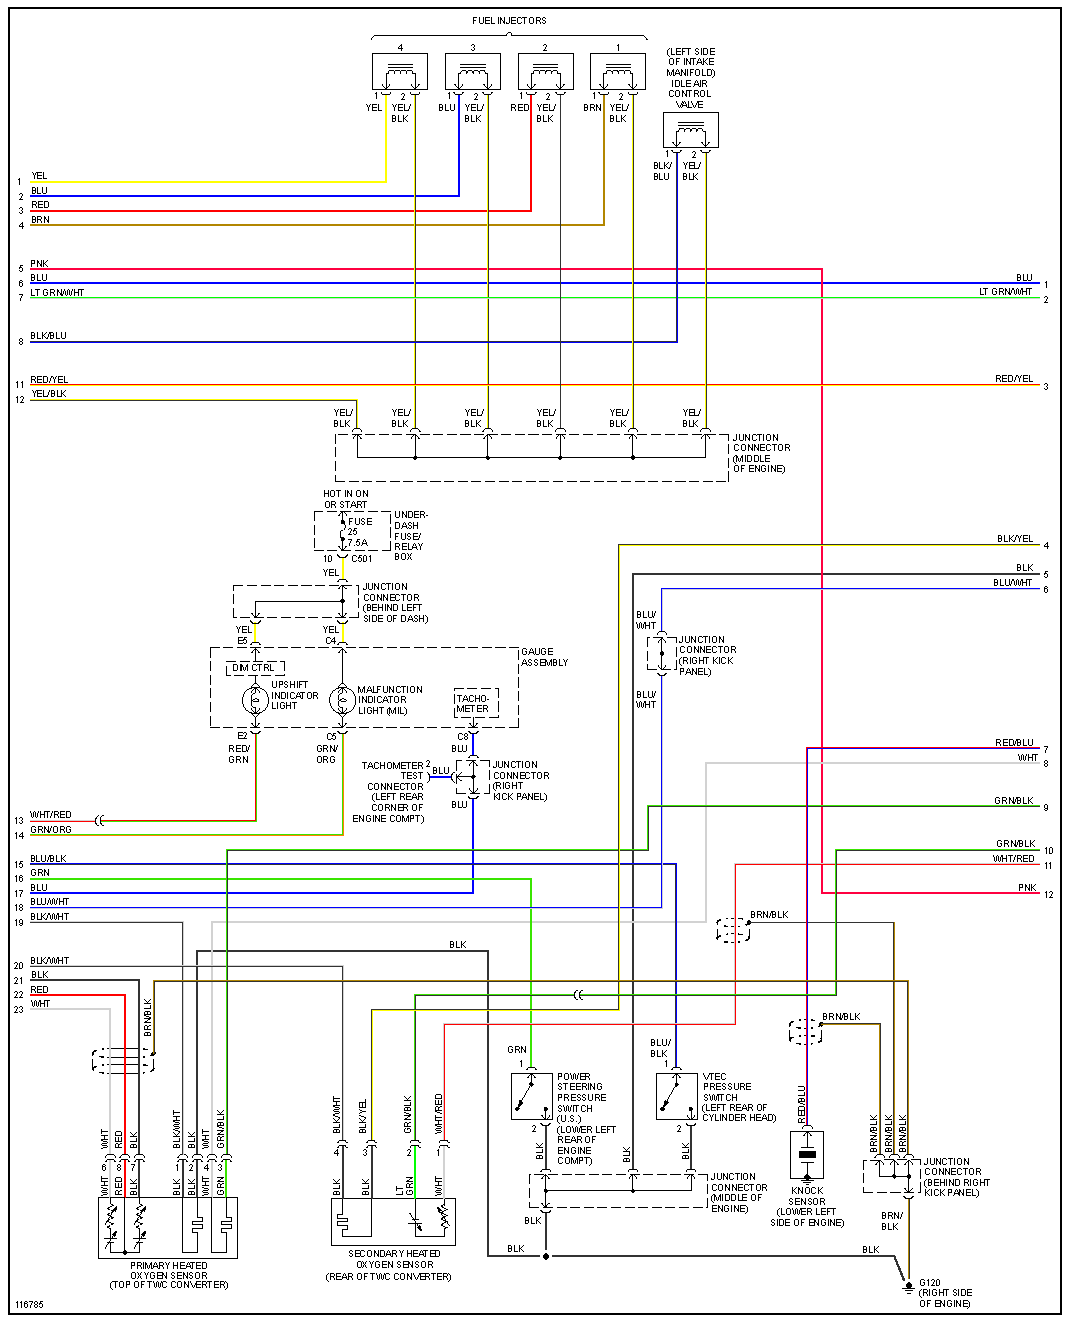 FUEL INJECTORS
4 3 2 1
(LEFT SIDE
OF INTAKE
MANIFOLD)
IDLE AIR
CONTROL
VALVE
1 2 1 2 1 2 1 2
YEL YEL/BLK BLU YEL/BLK RED YEL/BLK BRN YEL/BLK
1 2
BLK/BLU YEL/BLK
1 YEL
2 BLU
3 RED
4 BRN
5 PNK
6 BLU BLU 1
7 LT GRN/WHT LT GRN/WHT 2
8 BLK/BLU
11 RED/YEL RED/YEL 3
12 YEL/BLK
YEL/BLK YEL/BLK YEL/BLK YEL/BLK YEL/BLK YEL/BLK
JUNCTION
CONNECTOR
(MIDDLE
OF ENGINE)
HOT IN ON
OR START
FUSE
25
7.5A
UNDER-
DASH
FUSE/
RELAY
BOX
10 C501
YEL
JUNCTION
CONNECTOR
(BEHIND LEFT
SIDE OF DASH)
YEL YEL
E5 C4
GAUGE
ASSEMBLY
DIM CTRL
UPSHIFT
INDICATOR
LIGHT
MALFUNCTION
INDICATOR
LIGHT (MIL)
TACHO-
METER
E2 C5 C8
RED/
GRN
GRN/
ORG
BLU
TACHOMETER
TEST
CONNECTOR
(LEFT REAR
CORNER OF
ENGINE COMPT)
2
BLU
JUNCTION
CONNECTOR
(RIGHT
KICK PANEL)
BLU
BLK/YEL 4
BLK 5
BLU/WHT 6
BLU/
WHT
JUNCTION
CONNECTOR
(RIGHT KICK
PANEL)
BLU/
WHT
RED/BLU 7
WHT 8
GRN/BLK 9
GRN/BLK 10
WHT/RED 11
PNK 12
13 WHT/RED
14 GRN/ORG
15 BLU/BLK
16 GRN
17 BLU
18 BLU/WHT
19 BLK/WHT
20 BLK/WHT
21 BLK
22 RED
23 WHT
BLK
BRN/BLK
BRN/BLK
BRN/BLK
GRN
1
BLU/
BLK
1
POWER
STEERING
PRESSURE
SWITCH
(U.S.)
(LOWER LEFT
REAR OF
ENGINE
COMPT)
VTEC
PRESSURE
SWITCH
(LEFT REAR OF
CYLINDER HEAD)
2 2
BLK BLK BLK
WHT RED BLK BLK/WHT BLK WHT GRN/BLK
6 8 7 1 2 4 3
WHT RED BLK BLK BLK WHT GRN
PRIMARY HEATED
OXYGEN SENSOR
(TOP OF TWC CONVERTER)
BLK/WHT BLK/YEL GRN/BLK WHT/RED
4 3 2 1
BLK BLK LT GRN WHT
SECONDARY HEATED
OXYGEN SENSOR
(REAR OF TWC CONVERTER)
JUNCTION
CONNECTOR
(MIDDLE OF
ENGINE)
BLK
BLK
BLK
RED/BLU
1
KNOCK
SENSOR
(LOWER LEFT
SIDE OF ENGINE)
BRN/BLK BRN/BLK BRN/BLK
JUNCTION
CONNECTOR
(BEHIND RIGHT
KICK PANEL)
BRN/
BLK
G120
(RIGHT SIDE
OF ENGINE)
116785